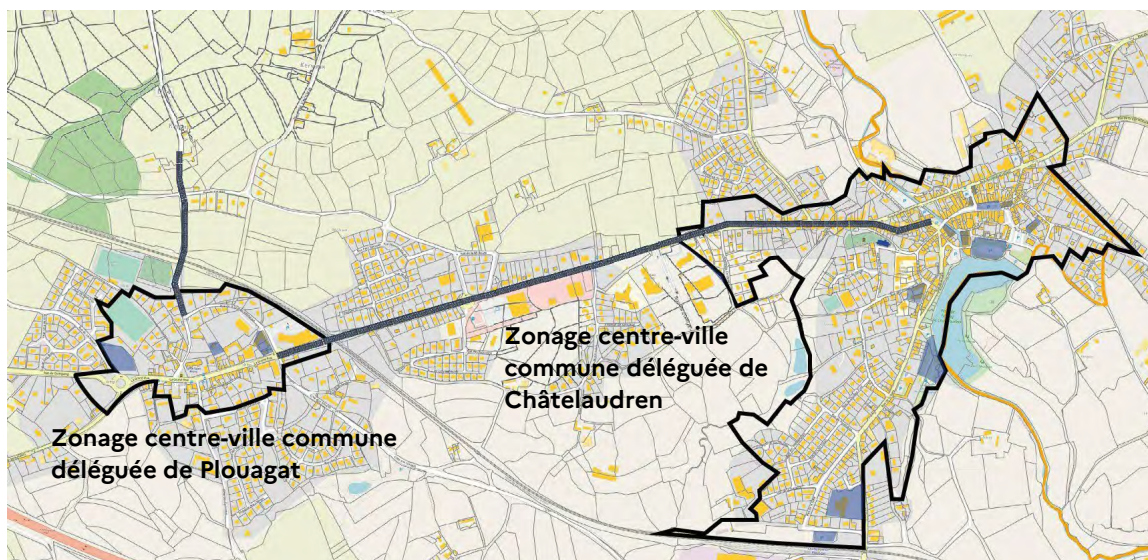 Zonage centre-ville
commune déléguée de
Châtelaudren
Zonage centre-ville commune
déléguée de Plouagat